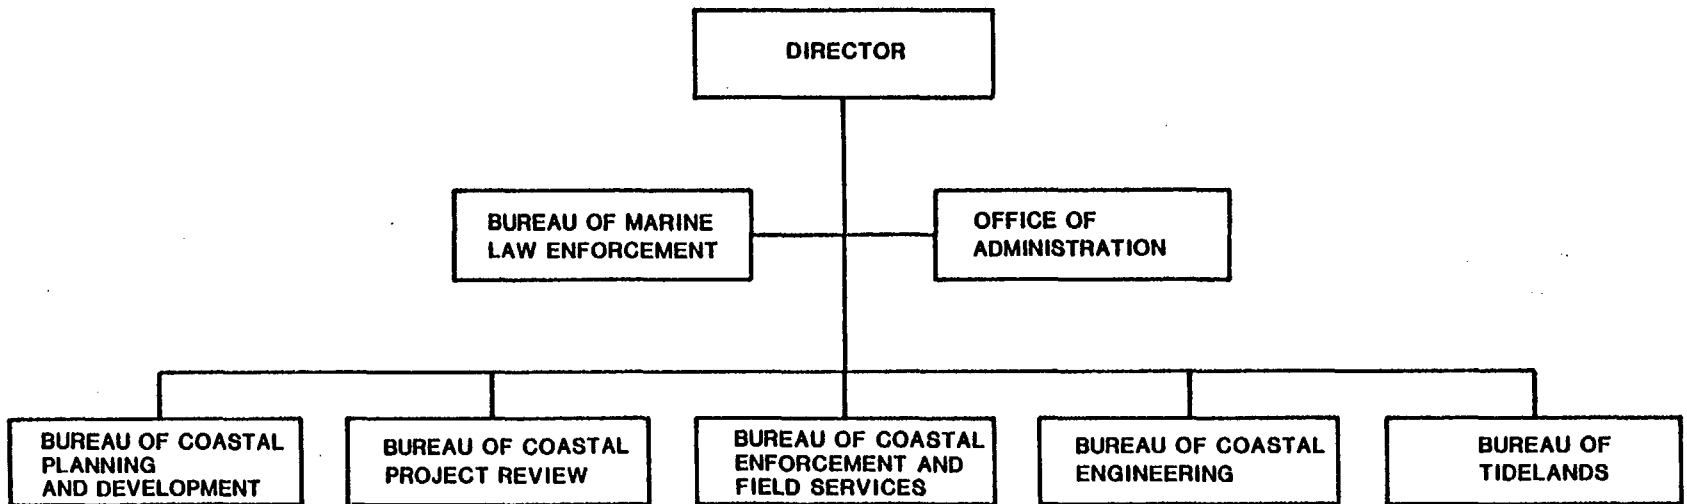 DIRECTOR
BUREAU OF MARINE
LAW ENFORCEMENT
OFFICE OF
ADMINISTRATION
BUREAU OF COASTAL
PLANNING
AND DEVELOPMENT
BUREAU OF COASTAL
PROJECT REVIEW
BUREAU OF COASTAL
ENFORCEMENT AND
FIELD SERVICES
BUREAU OF COASTAL
ENGINEERING
BUREAU OF
TIDELANDS